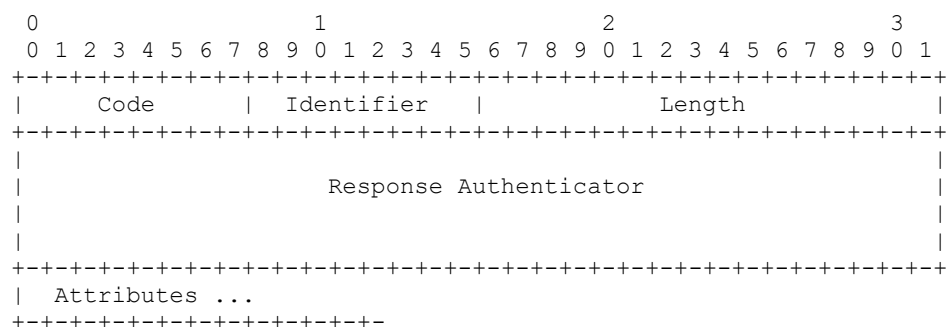 0                   1                   2                   3
 0 1 2 3 4 5 6 7 8 9 0 1 2 3 4 5 6 7 8 9 0 1 2 3 4 5 6 7 8 9 0 1
+-+-+-+-+-+-+-+-+-+-+-+-+-+-+-+-+-+-+-+-+-+-+-+-+-+-+-+-+-+-+-+-+
|     Code      |  Identifier   |            Length             |
+-+-+-+-+-+-+-+-+-+-+-+-+-+-+-+-+-+-+-+-+-+-+-+-+-+-+-+-+-+-+-+-+
|                                                               |
|                     Response Authenticator                    |
|                                                               |
|                                                               |
+-+-+-+-+-+-+-+-+-+-+-+-+-+-+-+-+-+-+-+-+-+-+-+-+-+-+-+-+-+-+-+-+
|  Attributes ...
+-+-+-+-+-+-+-+-+-+-+-+-+-